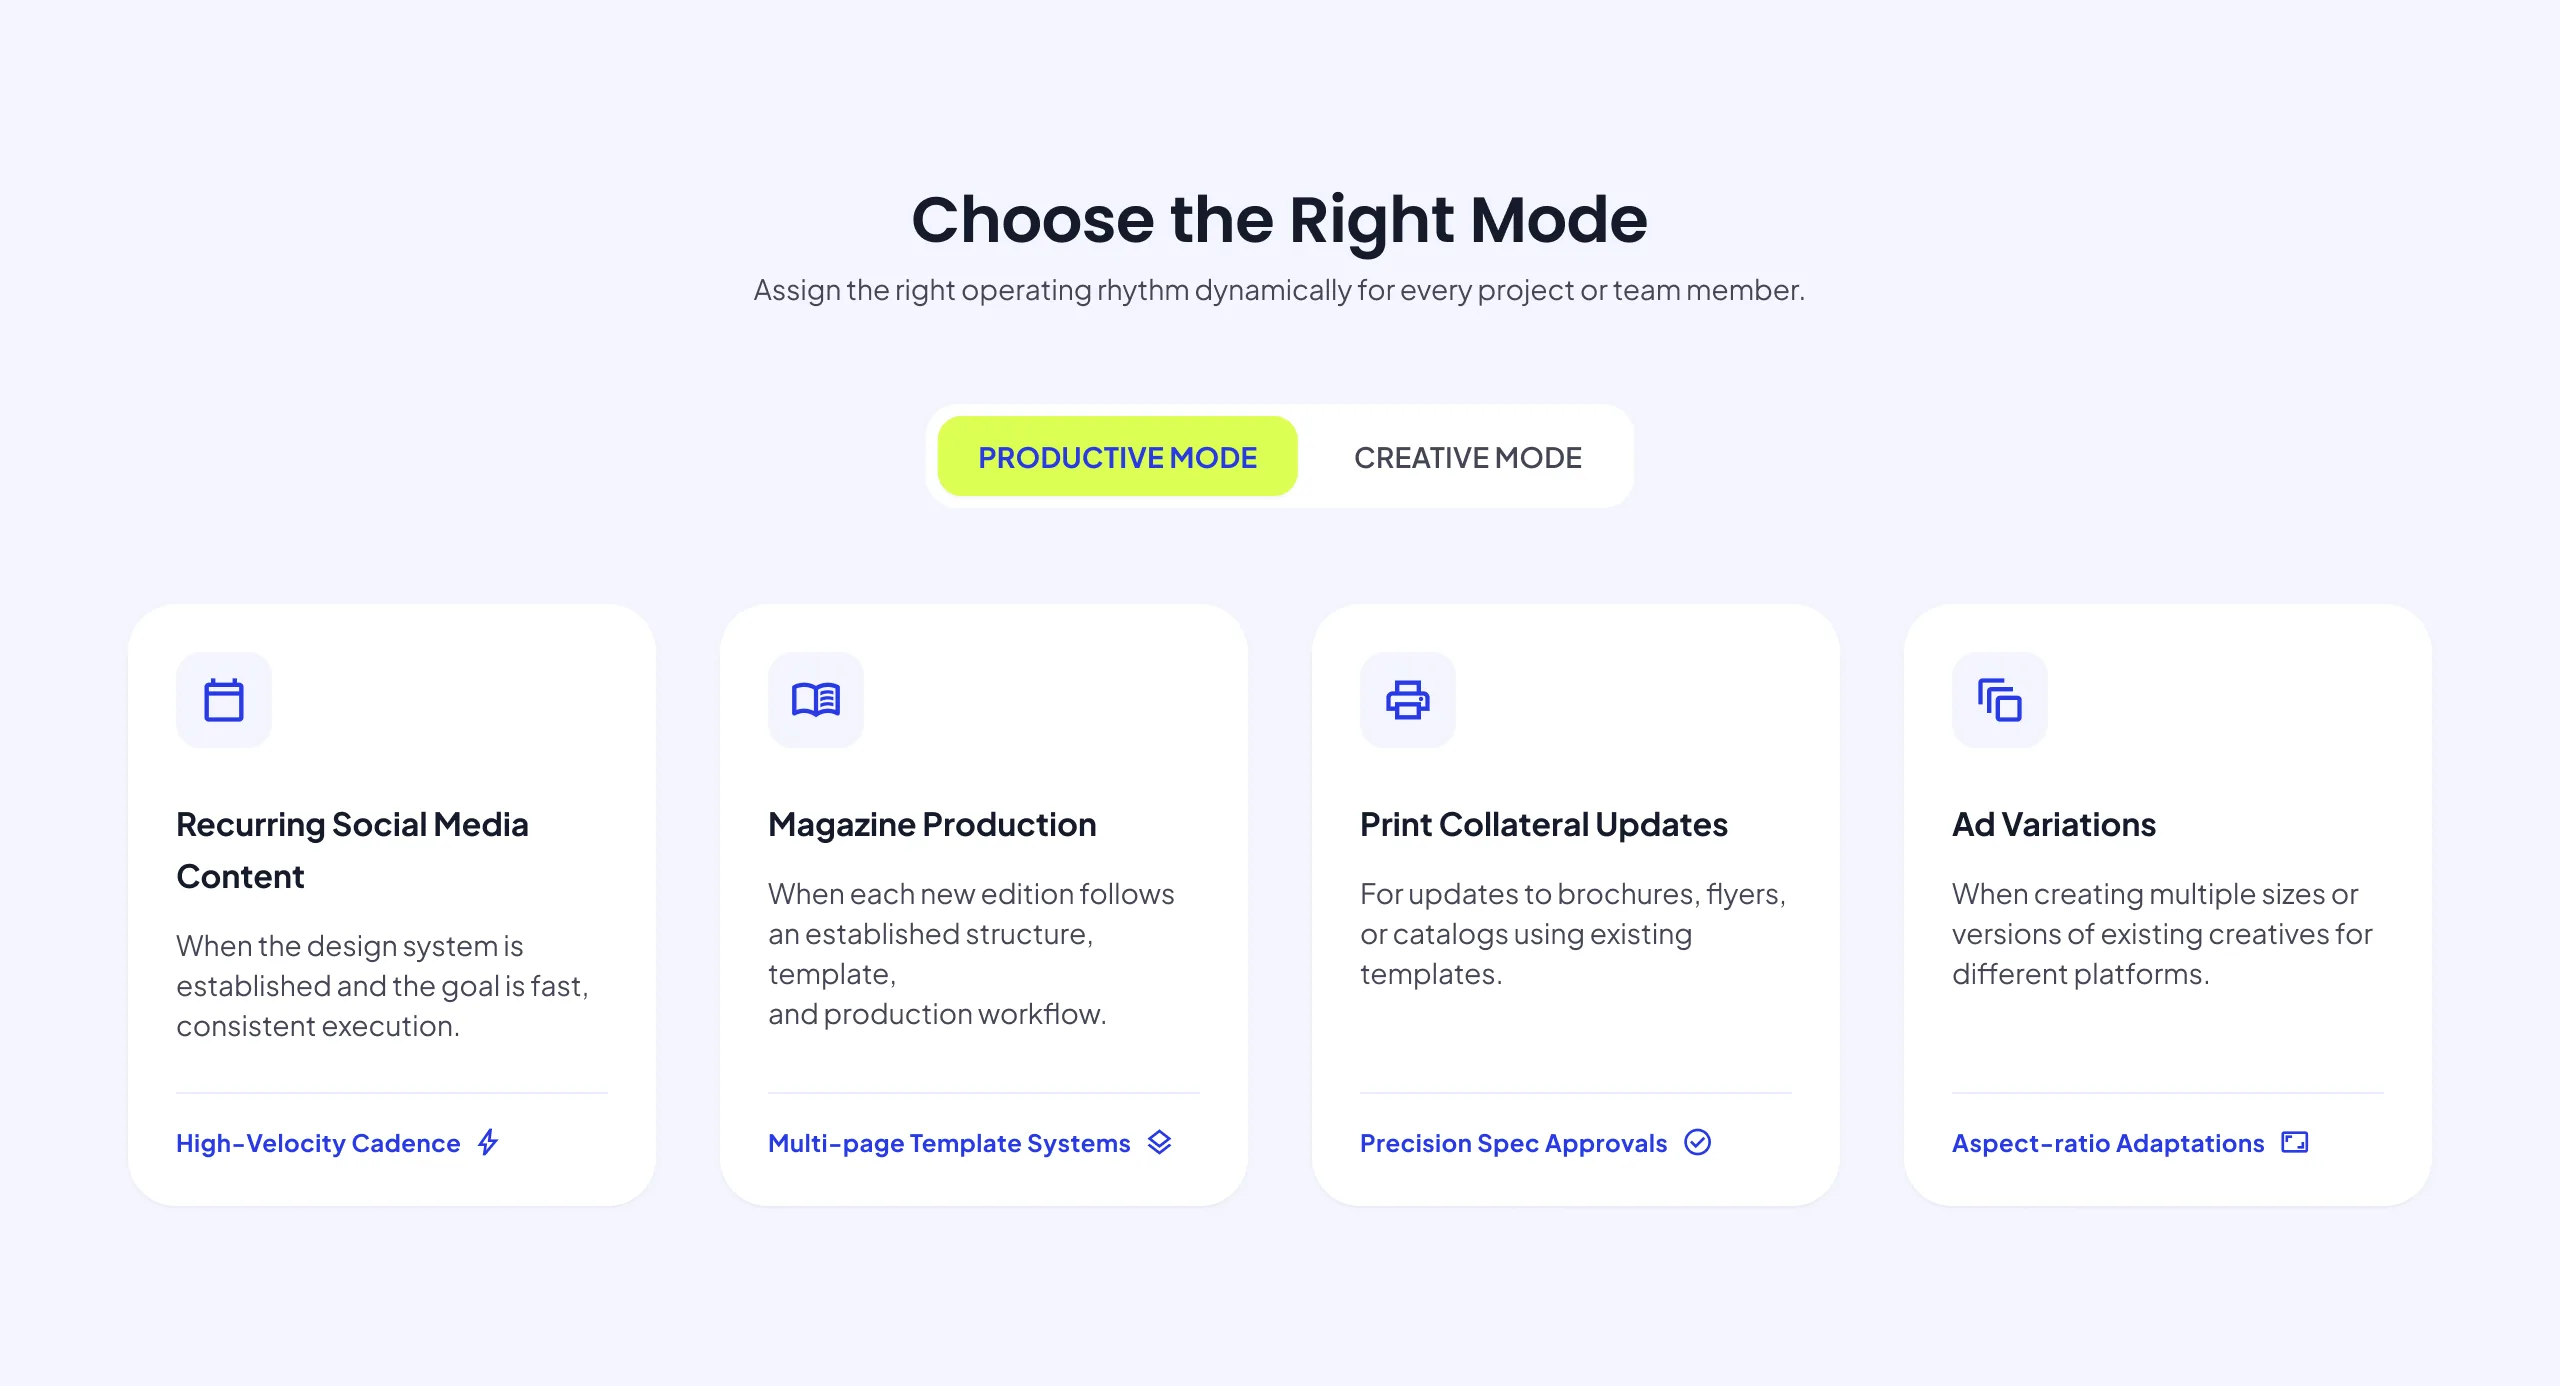 Choose the Right Mode
Assign the right operating rhythm dynamically for every project or team member.
PRODUCTIVE MODE
CREATIVE MODE
Recurring Social Media
Content
When the design system is
established and the goal is fast,
consistent execution.
High-Velocity Cadence
Magazine Production
When each new edition follows
an established structure,
template,
and production workflow.
Multi-page Template Systems
Print Collateral Updates
For updates to brochures, flyers,
or catalogs using existing
templates.
Precision Spec Approvals
Ad Variations
When creating multiple sizes or
versions of existing creatives for
different platforms.
Aspect-ratio Adaptations